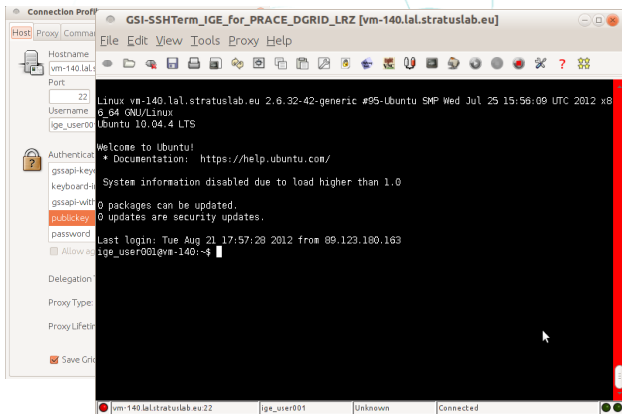 Connection Profi
GSI-SSHTerm_IGE_for_PRACE_DGRID_LRZ [vm-140.lal.stratuslab.eu]
Host Proxy Comma
File Edit View Tools Proxy Help
Hostname
vm-140.lal.s
Port
22
Username
ige_user00
Authenticat
gssapi-keye
keyboard-i
gssapi-with
publickey
password
Allow ag
Delegation
Proxy Type:
Proxy Lifetin
Save Gri
Linux vm-140.lal.stratuslab.eu 2.6.32-42-generic #95-Ubuntu SMP Wed Jul 25 15:56:09 UTC 2012 x8
6_64 GNU/Linux
Ubuntu 10.04.4 LTS
Welcome to Ubuntu!
* Documentation: https://help.ubuntu.com/
System information disabled due to load higher than 1.0
0 packages can be updated.
0 updates are security updates.
Last login: Tue Aug 21 17:57:28 2012 from 89.123.180.163
ige_user001@vm-140:~$
vm-140.lal.stratuslab.eu:22 ige_user001 Unknown Connected